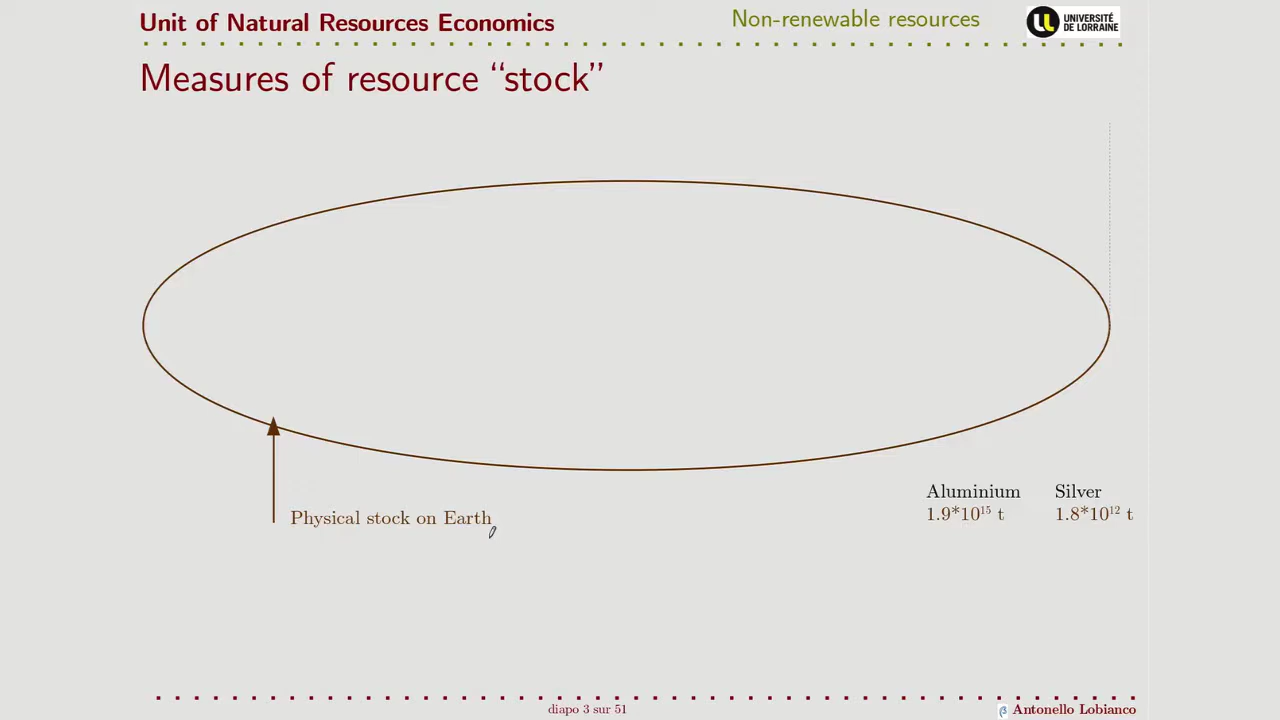 Unit of Natural Resources Economics
Non-renewable resources
UNIVERSITÉ
DE LORRAINE
Measures of resource “stock”
Aluminium Silver
1.9*10¹⁵ t 1.8*10¹² t
Physical stock on Earth
diapo 3 sur 51
β Antonello Lobianco